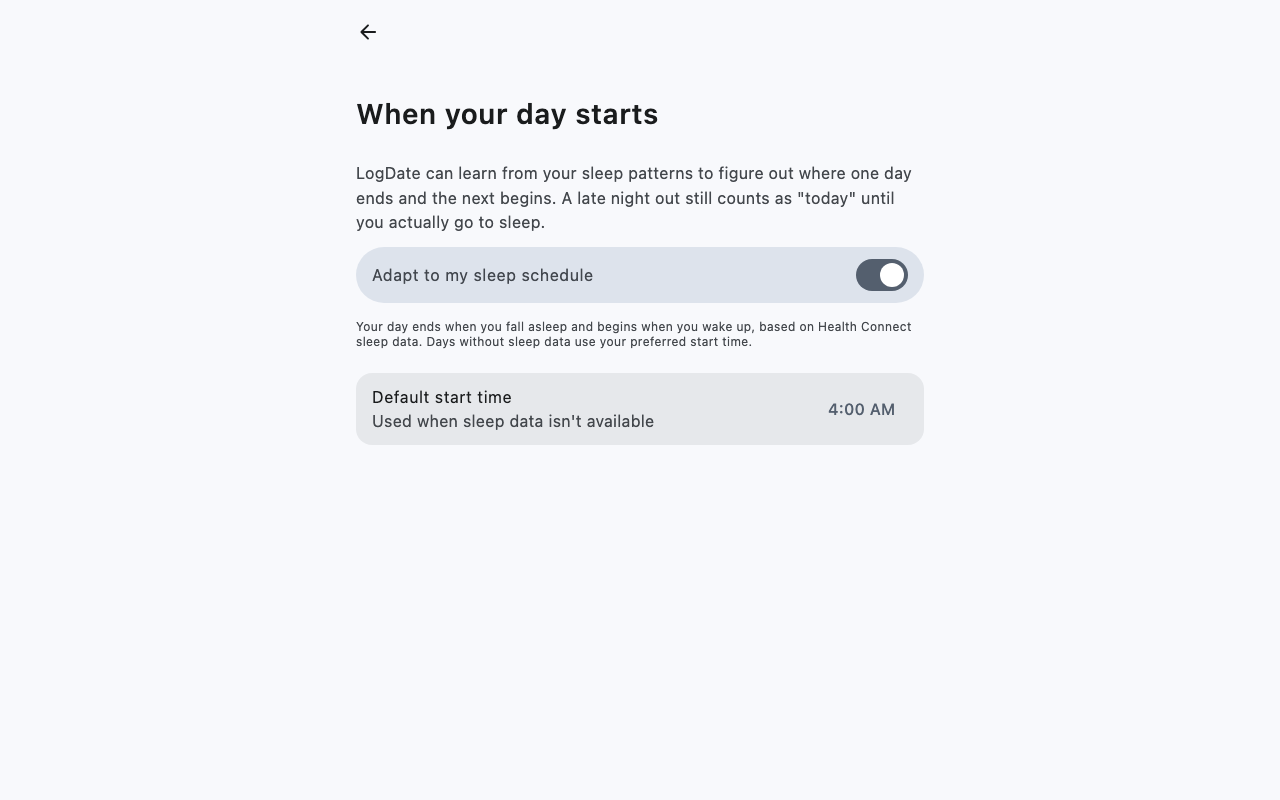 When your day starts
LogDate can learn from your sleep patterns to figure out where one day
ends and the next begins. A late night out still counts as "today" until
you actually go to sleep.
Adapt to my sleep schedule
Your day ends when you fall asleep and begins when you wake up, based on Health Connect
sleep data. Days without sleep data use your preferred start time.
Default start time
Used when sleep data isn't available
4:00 AM